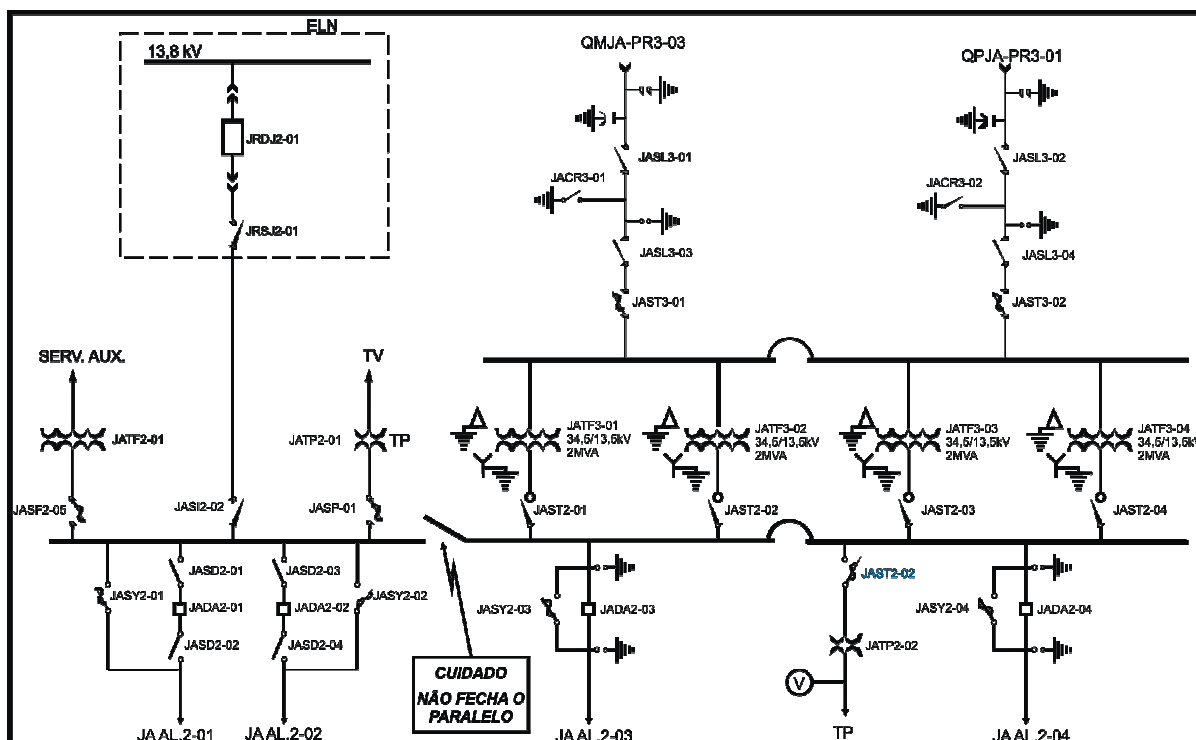 ELN
13,8 kV
JRDJ2-01
JRSJ2-01
QMJA-PR3-03
QPJA-PR3-01
JASL3-01
JASL3-02
JACR3-01
JACR3-02
JASL3-03
JASL3-04
JAST3-01
JAST3-02
SERV. AUX.
TV
JATF2-01
JATP2-01
TP
JATF3-01
34,5/13,5kV
2MVA
JATF3-02
34,5/13,5kV
2MVA
JATF3-03
34,5/13,5kV
2MVA
JATF3-04
34,5/13,5kV
2MVA
JASF2-05
JASI2-02
JASP-01
JAST2-01
JAST2-02
JAST2-03
JAST2-04
JASD2-01
JASD2-03
JAST2-02
JASY2-01
JADA2-01
JADA2-02
JASY2-02
JASY2-03
JADA2-03
JASY2-04
JADA2-04
JASD2-02
JASD2-04
JATP2-02
CUIDADO
NÃO FECHA O
PARALELO
V
JA AL.2-01
JA AL.2-02
JA AL.2-03
TP
JA AL.2-04